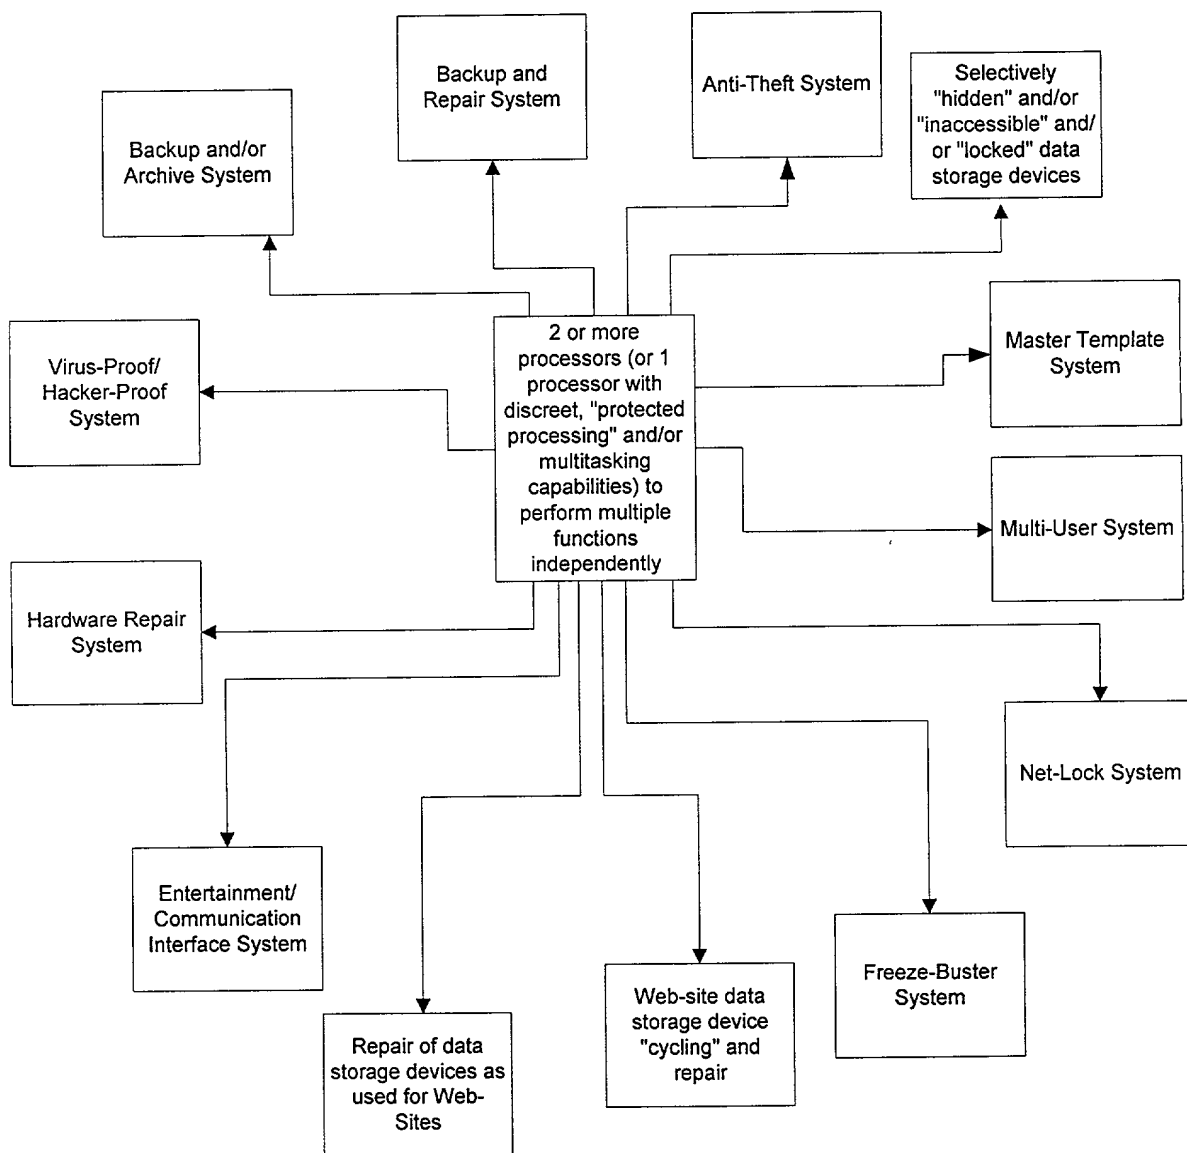 Backup and
Repair System
Anti-Theft System
Selectively
"hidden" and/or
"inaccessible" and/
or "locked" data
storage devices
Backup and/or
Archive System
2 or more
processors (or 1
processor with
discreet, "protected
processing" and/or
multitasking
capabilities) to
perform multiple
functions
independently
Master Template
System
Virus-Proof/
Hacker-Proof
System
Multi-User System
Hardware Repair
System
Net-Lock System
Entertainment/
Communication
Interface System
Freeze-Buster
System
Web-site data
storage device
"cycling" and
repair
Repair of data
storage devices as
used for Web-
Sites